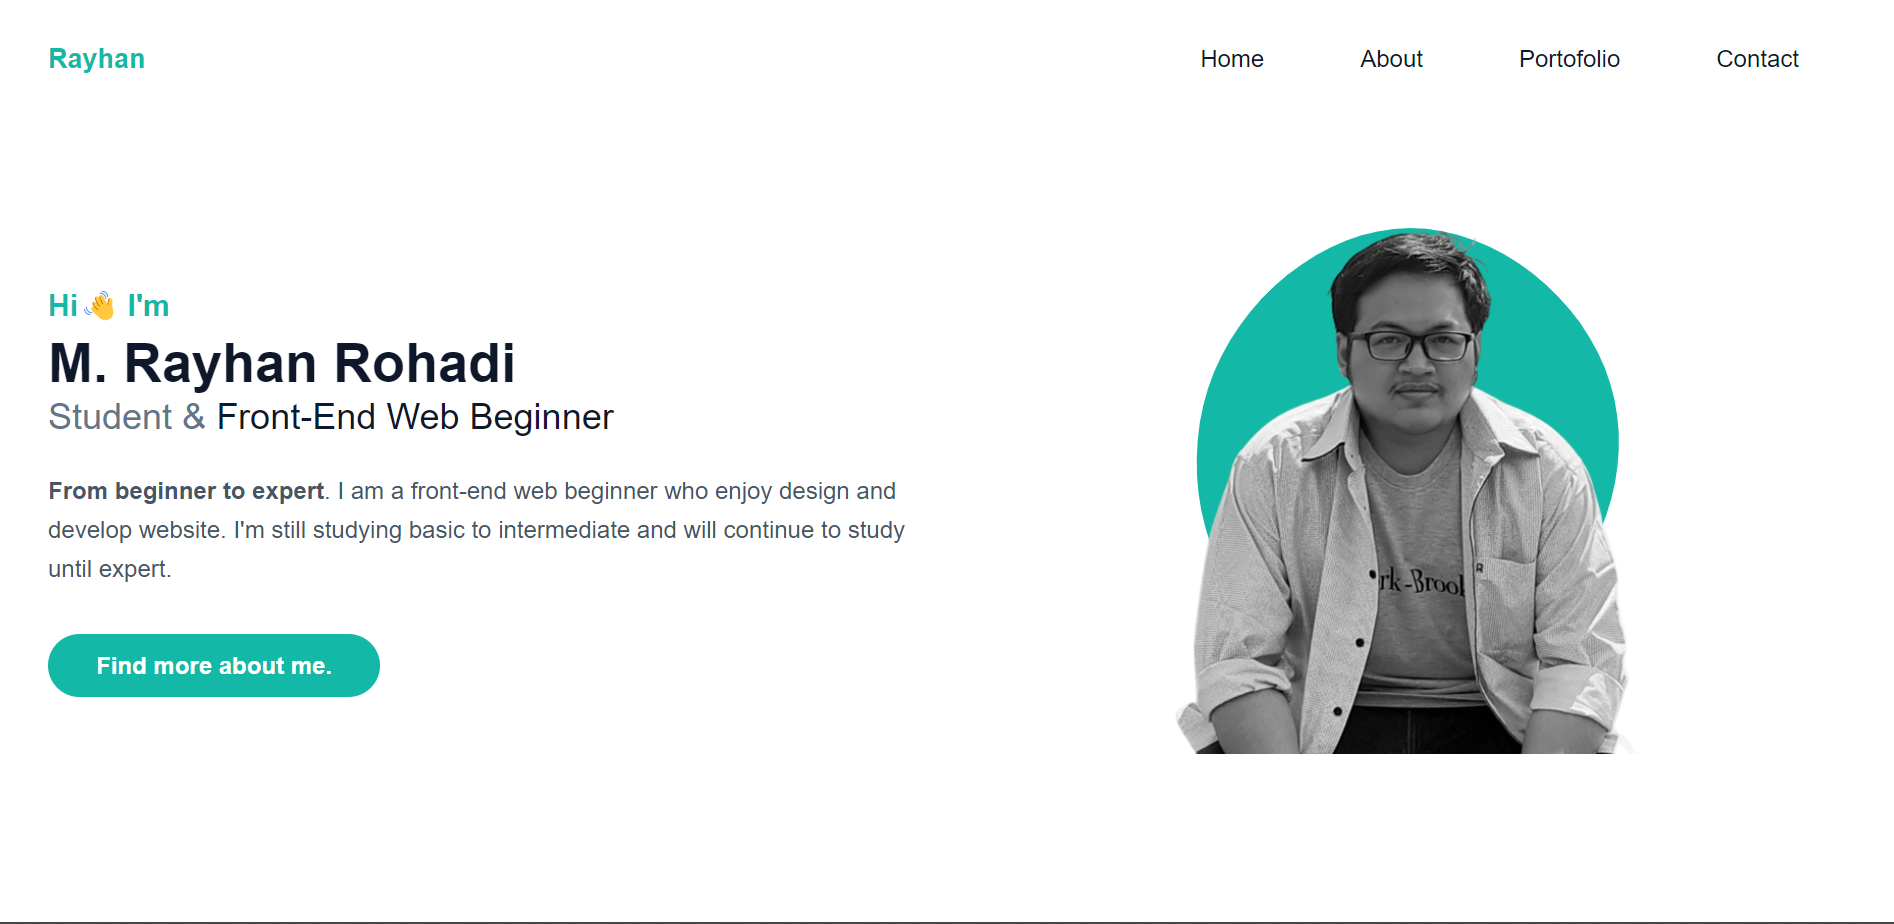 Rayhan
Home About Portofolio Contact
Hi 👋 I'm
M. Rayhan Rohadi
Student & Front-End Web Beginner
From beginner to expert. I am a front-end web beginner who enjoy design and
develop website. I'm still studying basic to intermediate and will continue to study
until expert.
Find more about me.
rk-Brook